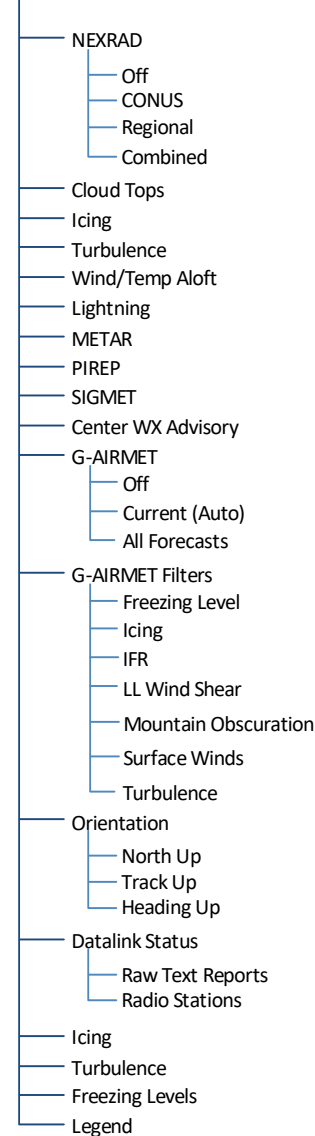 NEXRAD
Off
CONUS
Regional
Combined
Cloud Tops
Icing
Turbulence
Wind/Temp Aloft
Lightning
METAR
PIREP
SIGMET
Center WX Advisory
G-AIRMET
Off
Current (Auto)
All Forecasts
G-AIRMET Filters
Freezing Level
Icing
IFR
LL Wind Shear
Mountain Obscuration
Surface Winds
Turbulence
Orientation
North Up
Track Up
Heading Up
Datalink Status
Raw Text Reports
Radio Stations
Icing
Turbulence
Freezing Levels
Legend